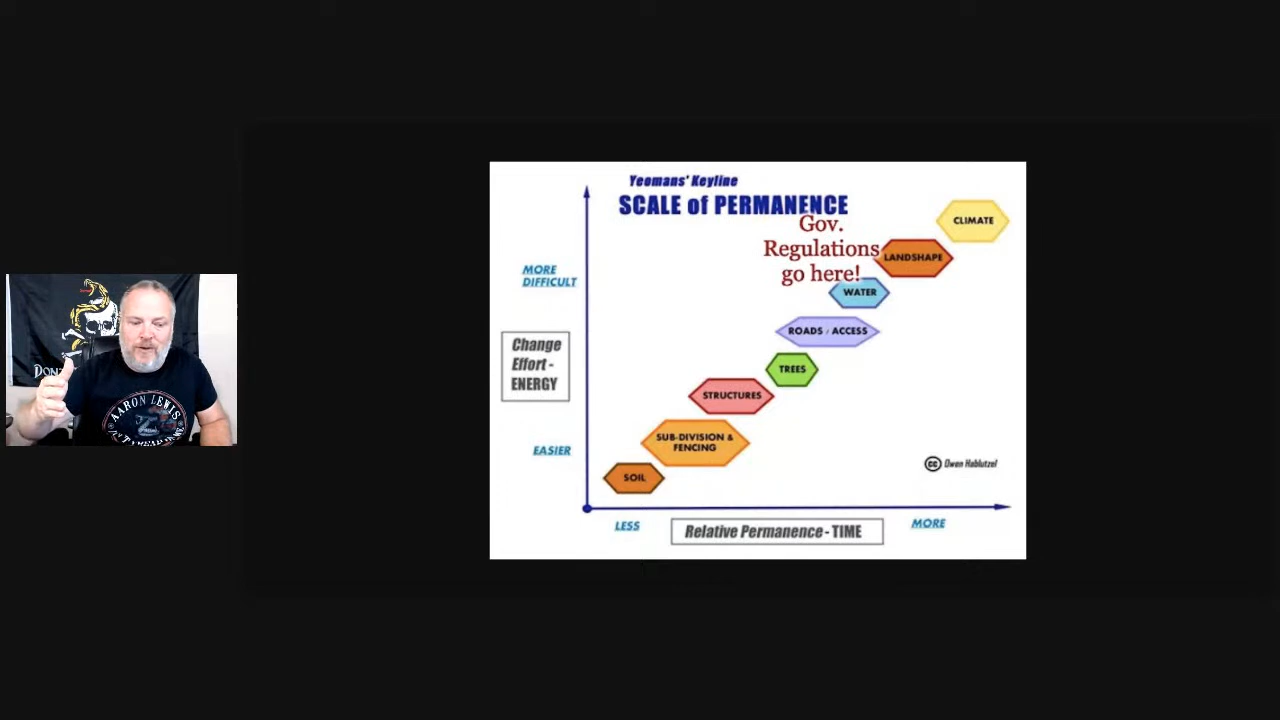 Yeomans' Keyline
SCALE of PERMANENCE
Gov.
Regulations
go here!
CLIMATE
LANDSHAPE
MORE
DIFFICULT
WATER
ROADS / ACCESS
Change
Effort -
ENERGY
TREES
STRUCTURES
SUB-DIVISION &
FENCING
EASIER
SOIL
cc Owen Hablutzel
LESS
Relative Permanence - TIME
MORE
AARON LEWIS